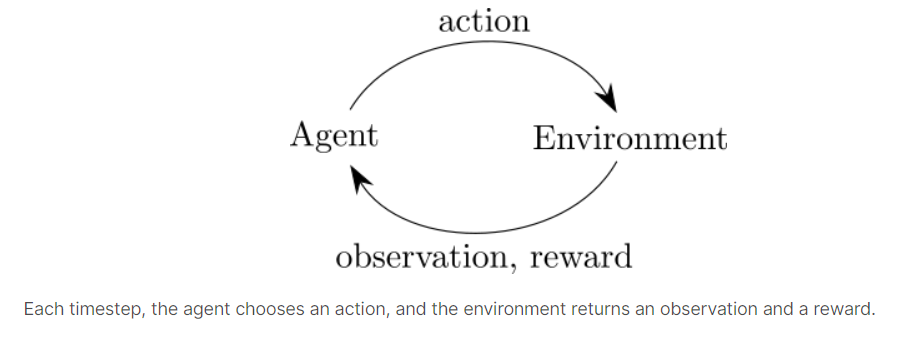 action
Agent
Environment
observation, reward
Each timestep, the agent chooses an action, and the environment returns an observation and a reward.